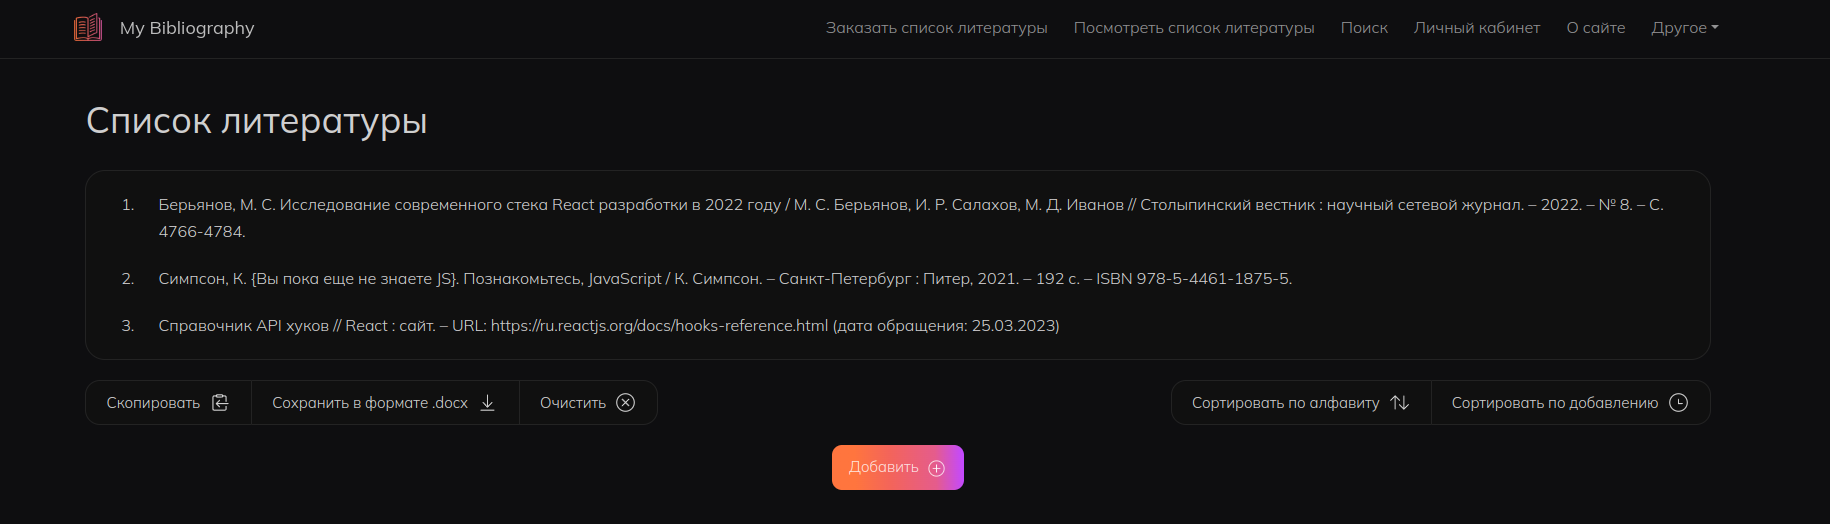 My Bibliography
Заказать список литературы Посмотреть список литературы Поиск Личный кабинет О сайте Другое
Список литературы
1. Берьянов, М. С. Исследование современного стека React разработки в 2022 году / М. С. Берьянов, И. Р. Салахов, М. Д. Иванов // Столыпинский вестник : научный сетевой журнал. – 2022. – № 8. – С.
4766-4784.
2. Симпсон, К. {Вы пока еще не знаете JS}. Познакомьтесь, JavaScript / К. Симпсон. – Санкт-Петербург : Питер, 2021. – 192 с. – ISBN 978-5-4461-1875-5.
3. Справочник API хуков // React : сайт. – URL: https://ru.reactjs.org/docs/hooks-reference.html (дата обращения: 25.03.2023)
Скопировать Сохранить в формате .docx Очистить Сортировать по алфавиту Сортировать по добавлению
Добавить